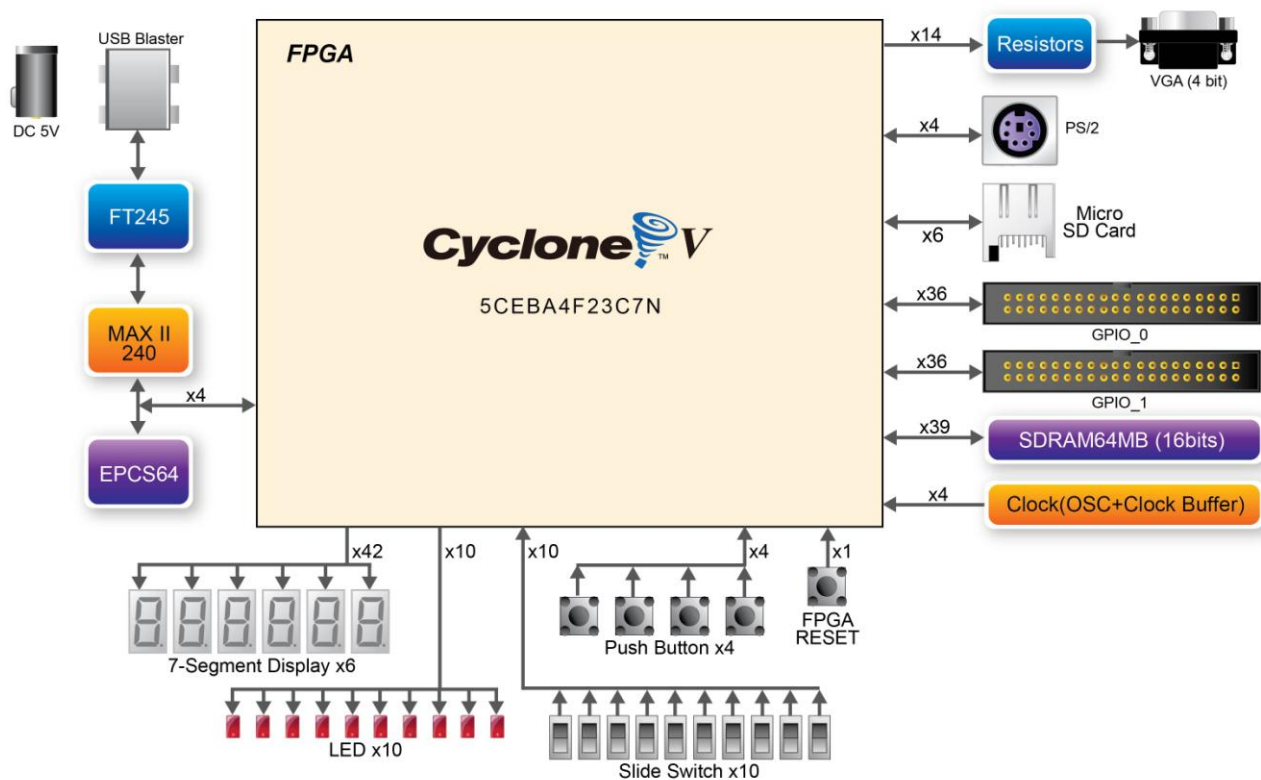 USB Blaster
DC 5V
FT245
MAX II
240
x4
EPCS64
FPGA
Cyclone V
TM
5CEBA4F23C7N
x14
Resistors
VGA (4 bit)
x4
PS/2
x6
Micro
SD Card
x36
GPIO_0
x36
GPIO_1
x39
SDRAM64MB (16bits)
x4
Clock(OSC+Clock Buffer)
x42
x10
x10
x4
x1
7-Segment Display x6
Push Button x4
FPGA
RESET
LED x10
Slide Switch x10